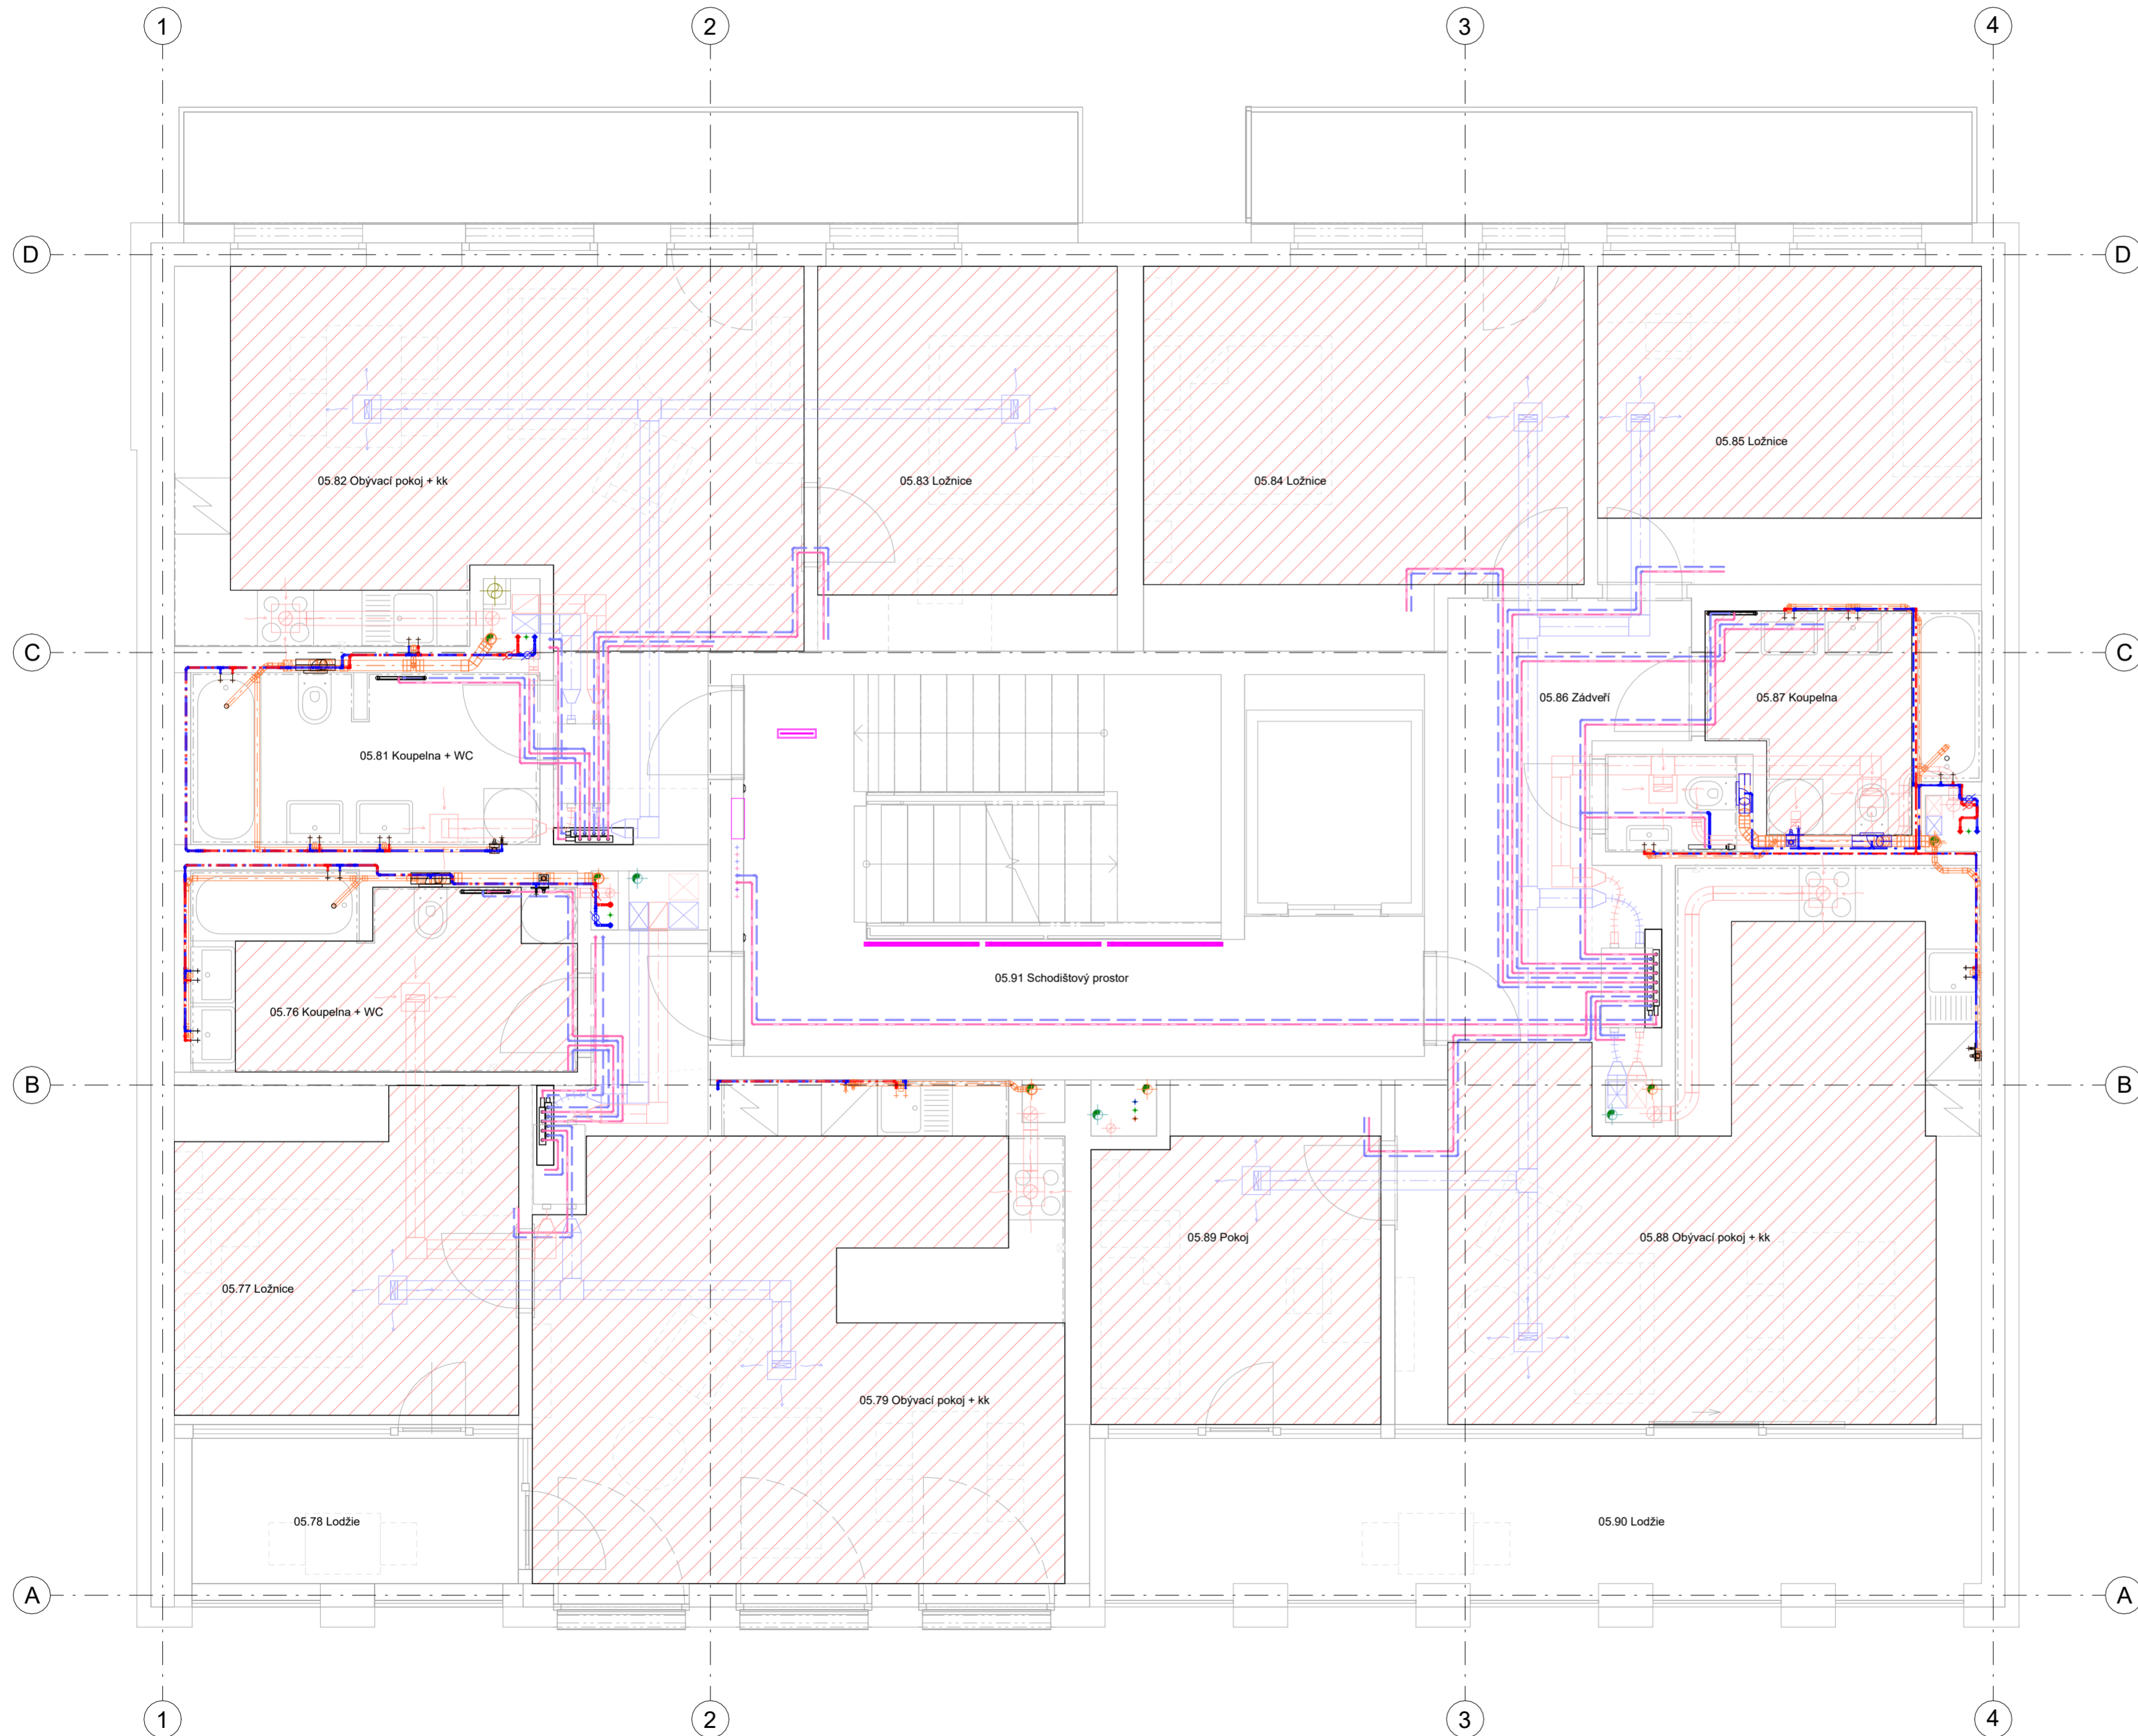 1 2 3 4
D D
05.85 Ložnice
05.82 Obývací pokoj + kk 05.83 Ložnice 05.84 Ložnice
C C
05.86 Zádveří 05.87 Koupelna
05.81 Koupelna + WC
05.91 Schodištový prostor
05.76 Koupelna + WC
B B
05.89 Pokoj 05.88 Obývací pokoj + kk
05.77 Ložnice
05.79 Obývací pokoj + kk
05.78 Lodžie 05.90 Lodžie
A A
1 2 3 4